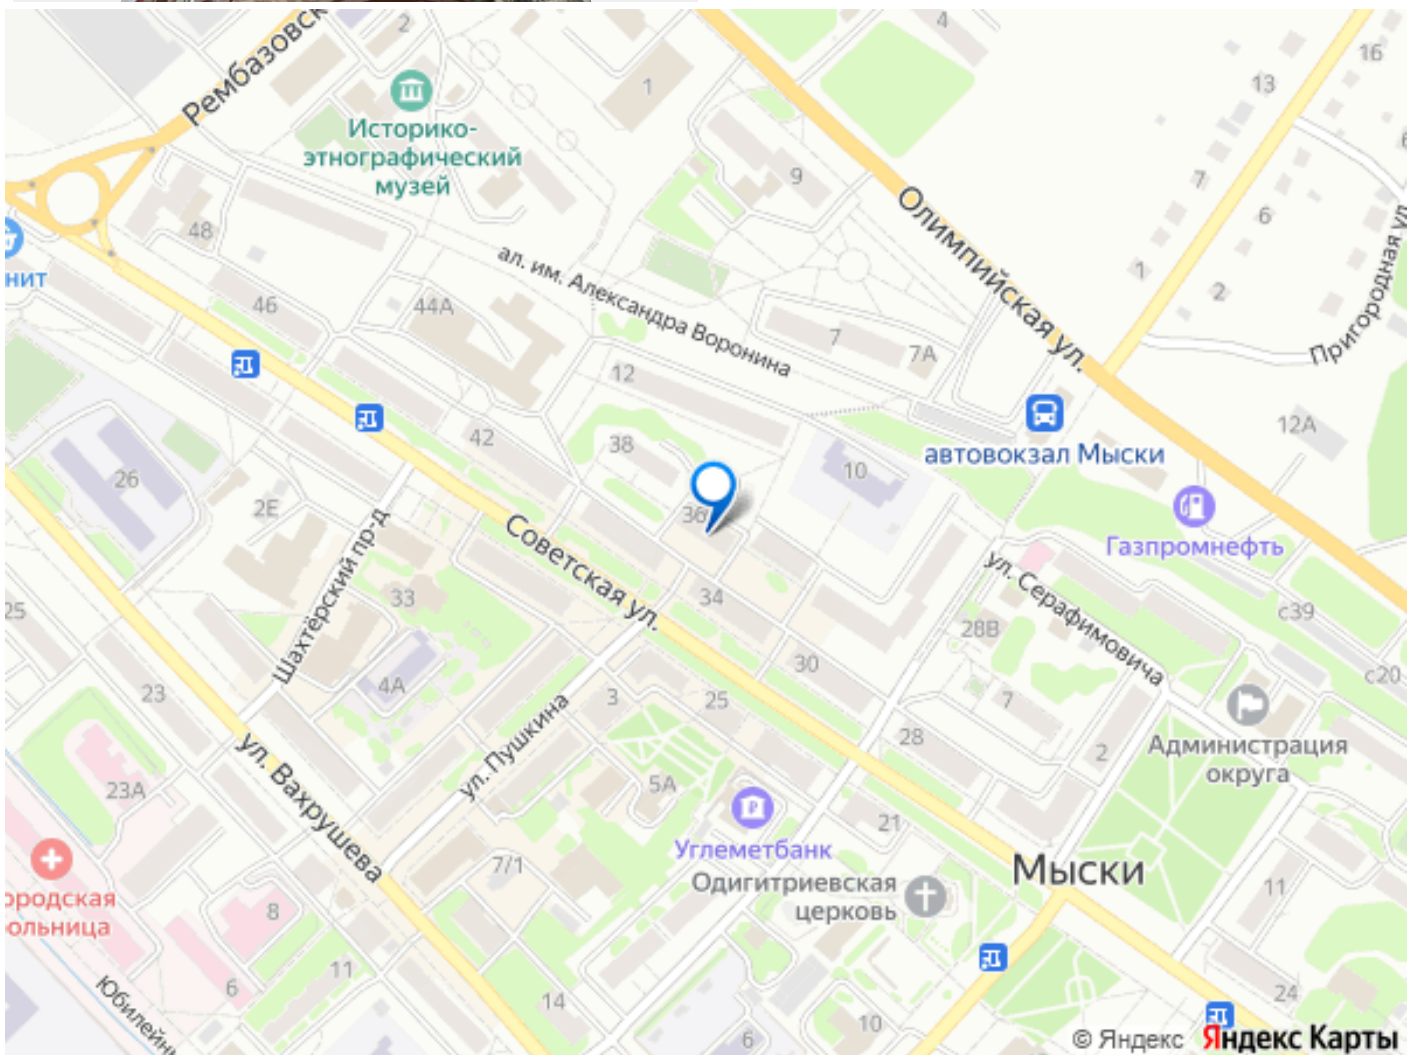 2
4
16
Рембазовск
1
13
Историко-
этнографический
музей
9
7
6
48
Олимпийская ул.
1
2
Пригородная ул.
нит
ал. им. Александра Воронина
46
44А
7
7А
12
12А
42
38
автовокзал Мыски
26
10
2Е
36
Газпромнефть
Советская ул.
Шахтёрский пр-д
ул. Серафимовича
25
33
34
28В
с39
30
с20
23
4А
3
25
7
ул. Пушкина
28
2
Администрация
округа
ул. Вахрушева
23А
5А
21
Углеметбанк
Мыски
7/1
Одигитриевская
церковь
11
ородская
ольница
8
11
6
14
24
Юбилейн
10
6
© Яндекс Яндекс Карты